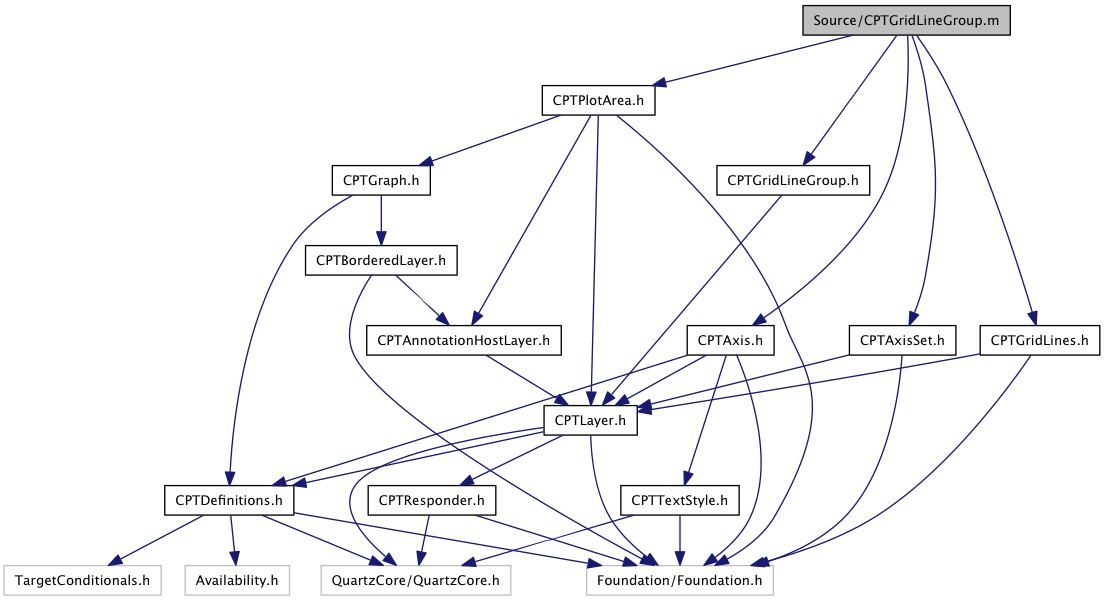 Source/CPTGridLineGroup.m
CPTPlotArea.h
CPTGraph.h
CPTGridLineGroup.h
CPTBorderedLayer.h
CPTAnnotationHostLayer.h
CPTAxis.h
CPTAxisSet.h
CPTGridLines.h
CPTLayer.h
CPTDefinitions.h
CPTResponder.h
CPTTextStyle.h
TargetConditionals.h
Availability.h
QuartzCore/QuartzCore.h
Foundation/Foundation.h